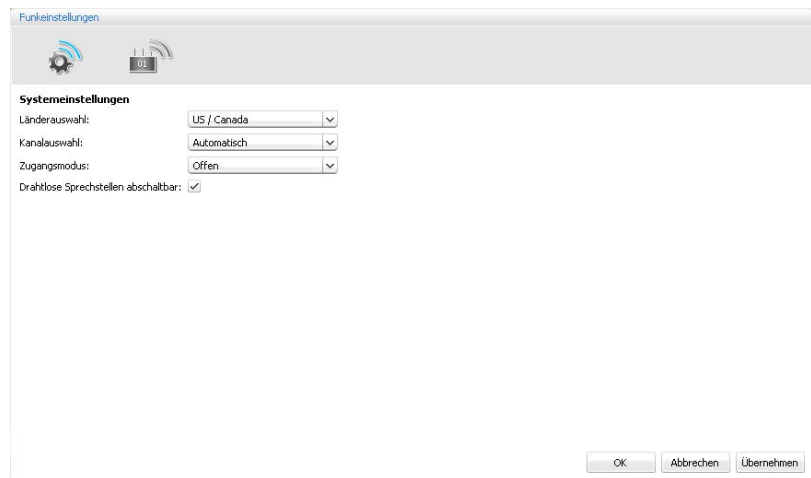 Funkeinstellungen
01
Systemeinstellungen
Länderauswahl: US / Canada
Kanalauswahl: Automatisch
Zugangsmodus: Offen
Drahtlose Sprechstellen abschaltbar:
OK Abbrechen Übernehmen